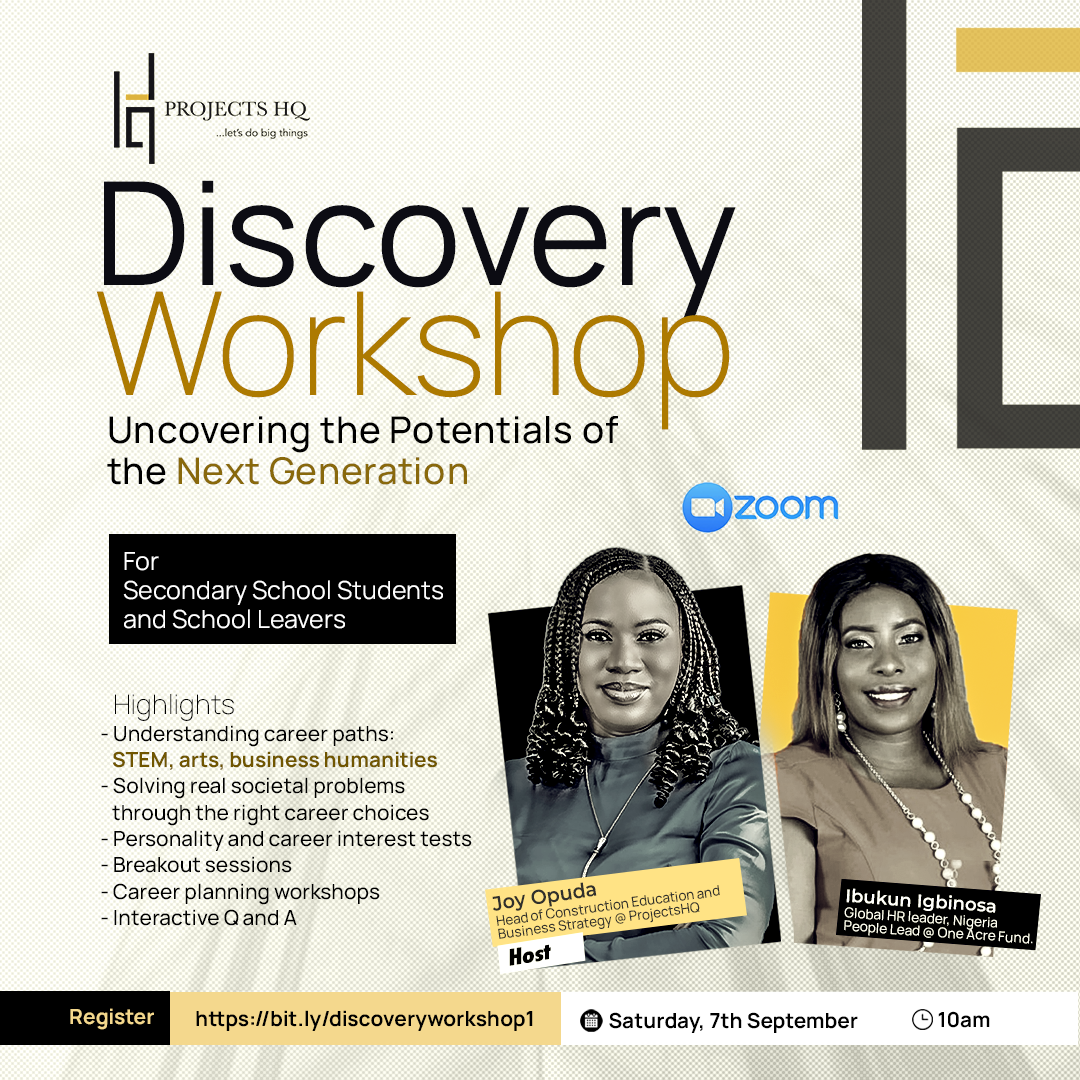 PROJECTS HQ
...let's do big things
Discovery
Workshop
Uncovering the Potentials of
the Next Generation
zoom
For
Secondary School Students
and School Leavers
Highlights
- Understanding career paths:
STEM, arts, business humanities
- Solving real societal problems
through the right career choices
- Personality and career interest tests
- Breakout sessions
- Career planning workshops
- Interactive Q and A
Joy Opuda
Head of Construction Education and
Business Strategy @ ProjectsHQ
Host
Ibukun Igbinosa
Global HR leader, Nigeria
People Lead @ One Acre Fund.
Register
https://bit.ly/discoveryworkshop1
Saturday, 7th September
10am